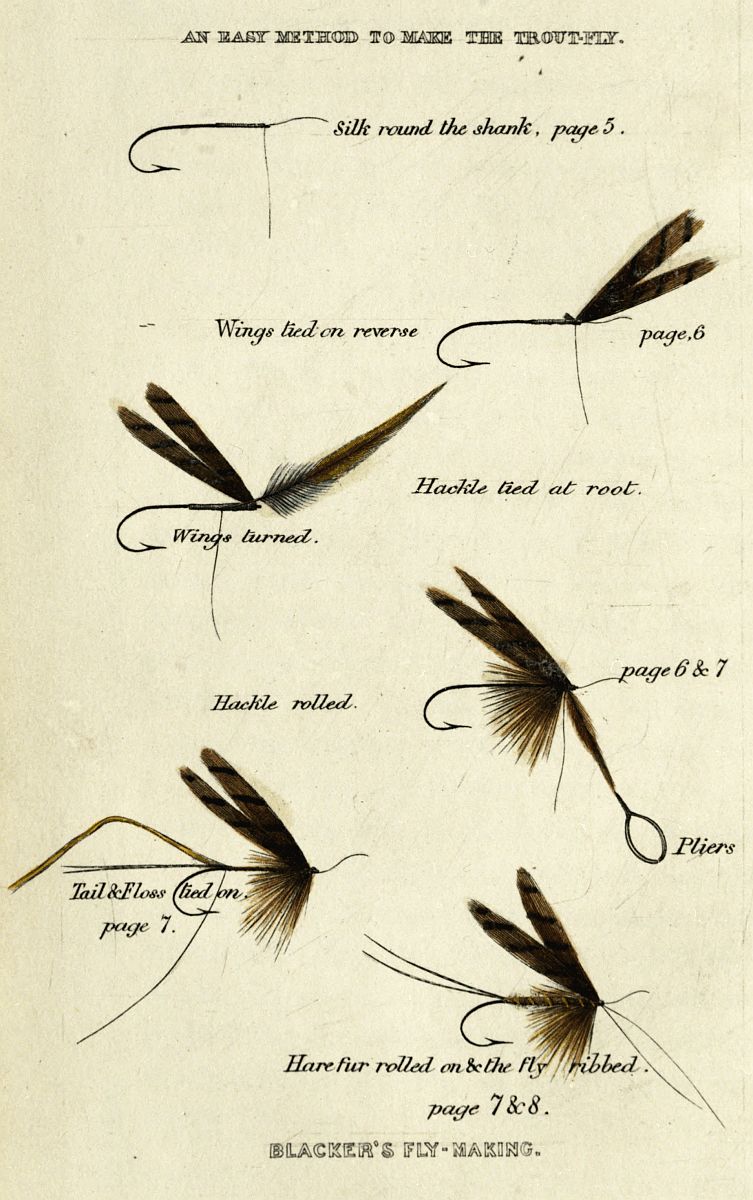 AN EASY METHOD TO MAKE THE TROUT-FLY.
Silk round the shank, page 5.
Wings tied on reverse
page, 6
Hackle tied at root.
Wings turned.
page 6 & 7
Hackle rolled.
Pliers
Tail & Floss tied on.
page 7.
Hare fur rolled on & the fly ribbed.
page 7 & 8.
BLACKER'S FLY-MAKING.